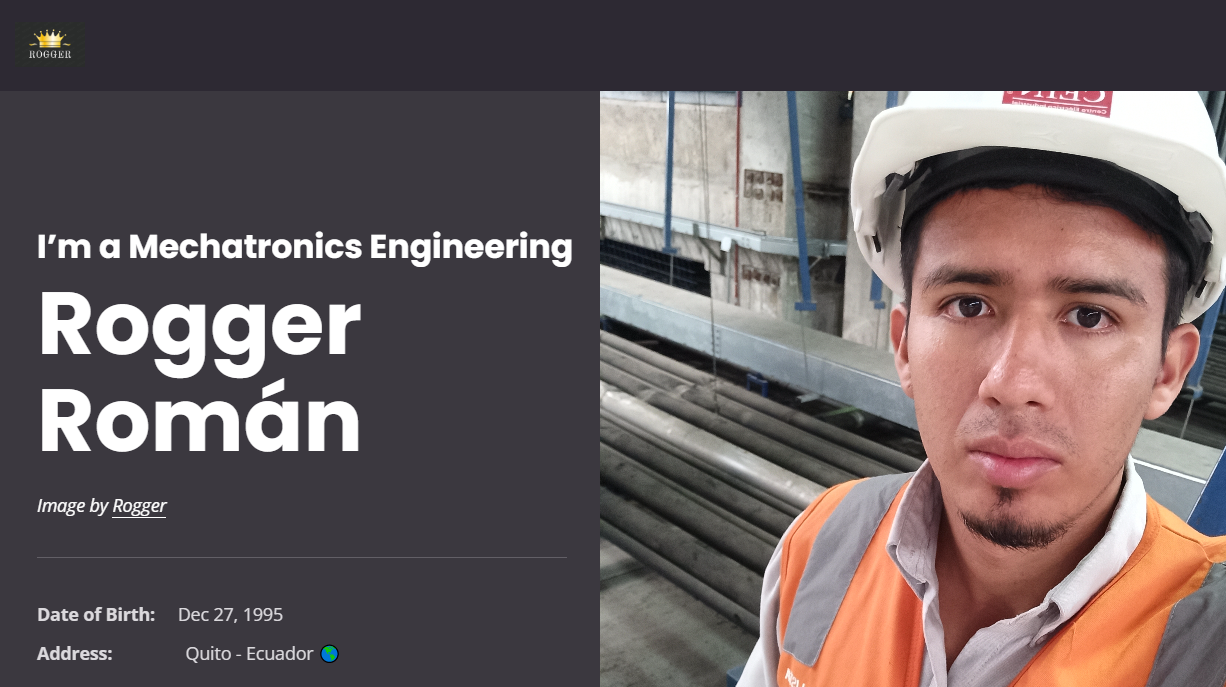 ROGGER
I’m a Mechatronics Engineering
Rogger
Román
Image by Rogger
Date of Birth: Dec 27, 1995
Address: Quito - Ecuador